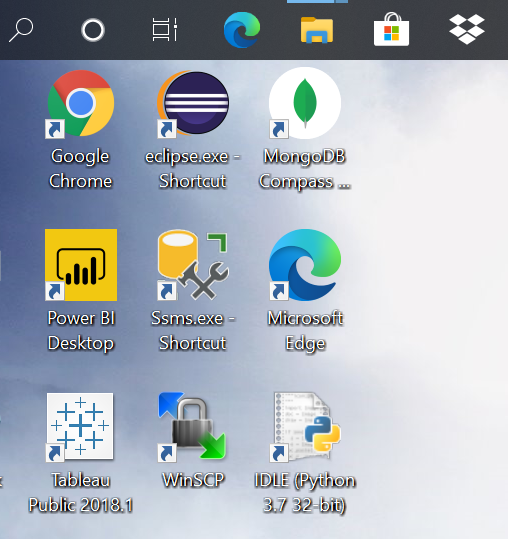 Google
Chrome
eclipse.exe -
Shortcut
MongoDB
Compass ...
Power BI
Desktop
Ssms.exe -
Shortcut
Microsoft
Edge
Tableau
Public 2018.1
WinSCP
IDLE (Python
3.7 32-bit)